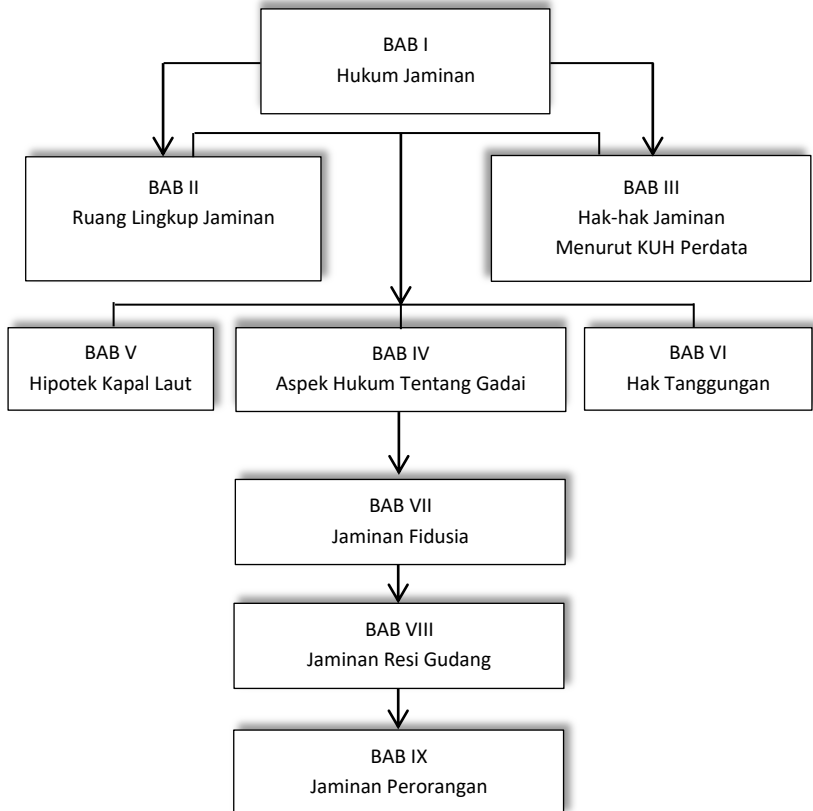 BAB I
Hukum Jaminan
BAB II
Ruang Lingkup Jaminan
BAB III
Hak-hak Jaminan
Menurut KUH Perdata
BAB V
Hipotek Kapal Laut
BAB IV
Aspek Hukum Tentang Gadai
BAB VI
Hak Tanggungan
BAB VII
Jaminan Fidusia
BAB VIII
Jaminan Resi Gudang
BAB IX
Jaminan Perorangan